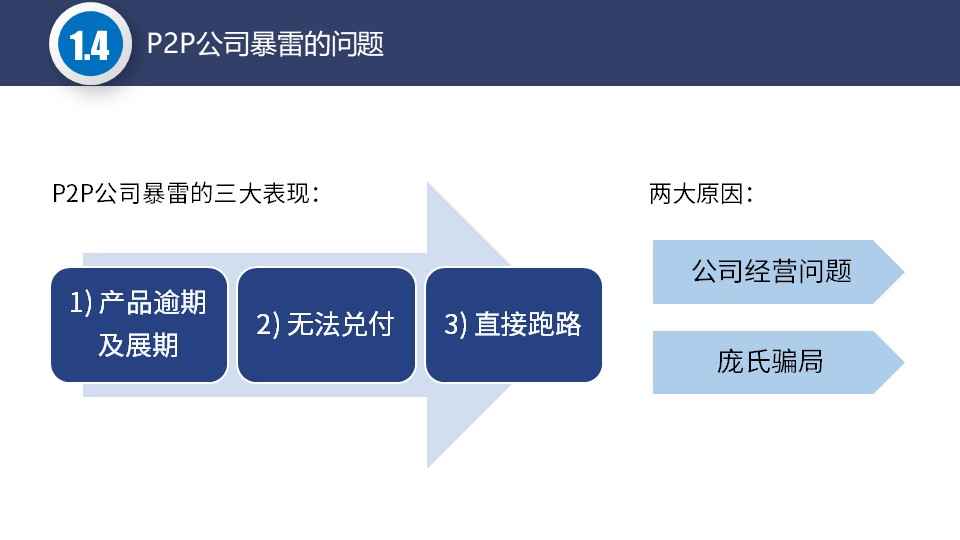 1.4
P2P公司暴雷的问题
P2P公司暴雷的三大表现：
1) 产品逾期
及展期
2) 无法兑付
3) 直接跑路
两大原因：
公司经营问题
庞氏骗局